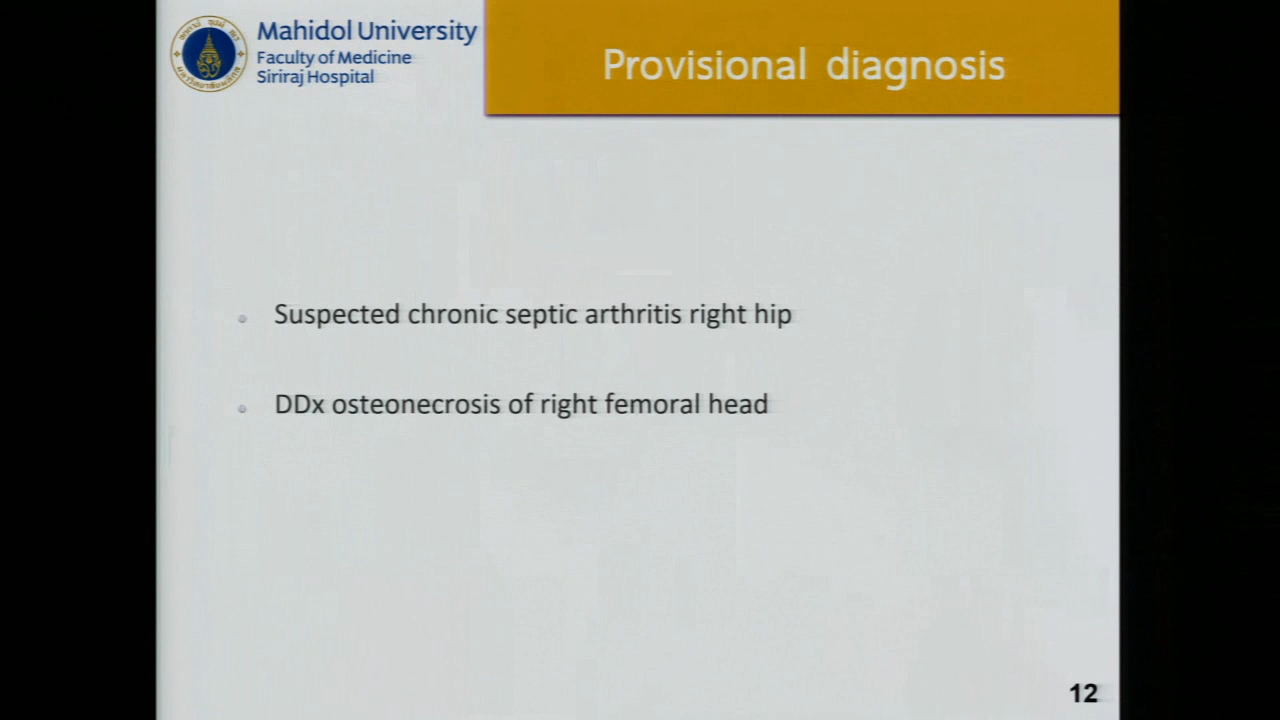 Mahidol University
Faculty of Medicine
Siriraj Hospital
Provisional diagnosis
Suspected chronic septic arthritis right hip
DDx osteonecrosis of right femoral head
12